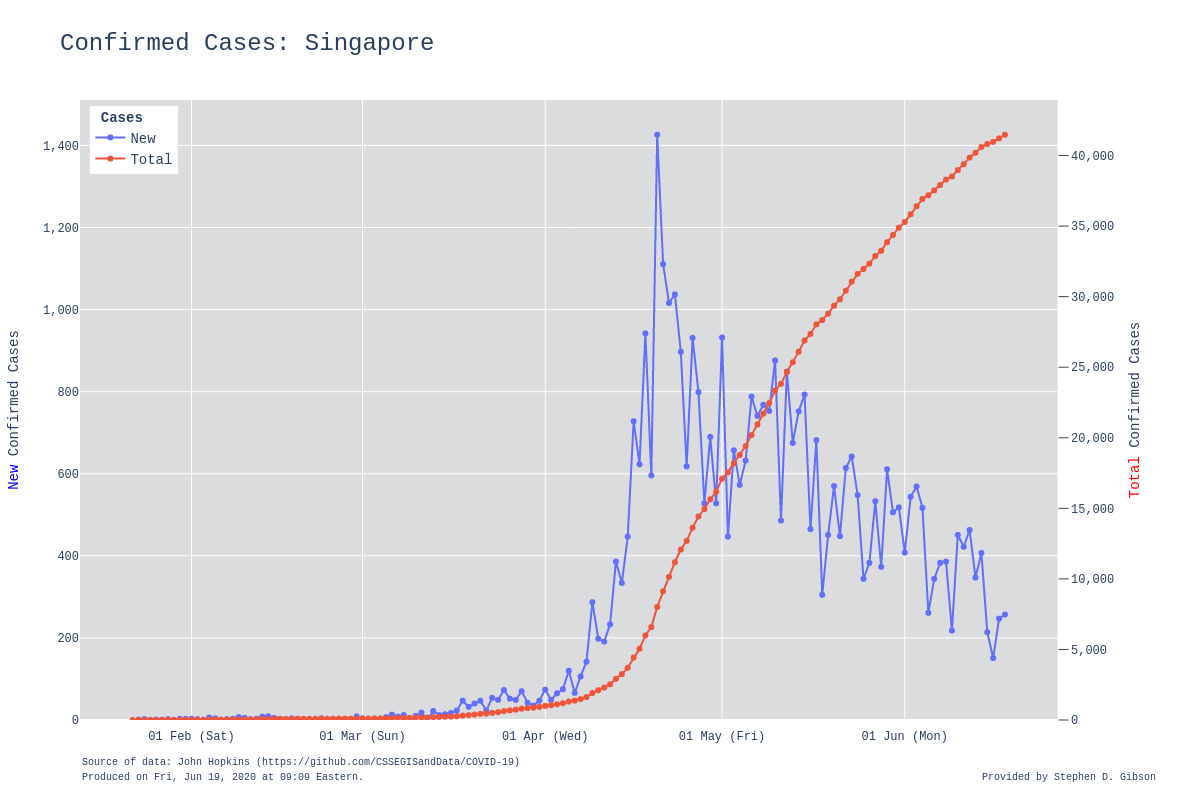 Confirmed Cases: Singapore
Cases
New
Total
1,400
1,200
1,000
800
600
400
200
0
New Confirmed Cases
40,000
35,000
30,000
25,000
20,000
15,000
10,000
5,000
0
Total Confirmed Cases
01 Feb (Sat)
01 Mar (Sun)
01 Apr (Wed)
01 May (Fri)
01 Jun (Mon)
Source of data: John Hopkins (https://github.com/CSSEGISandData/COVID-19)
Produced on Fri, Jun 19, 2020 at 09:09 Eastern.
Provided by Stephen D. Gibson